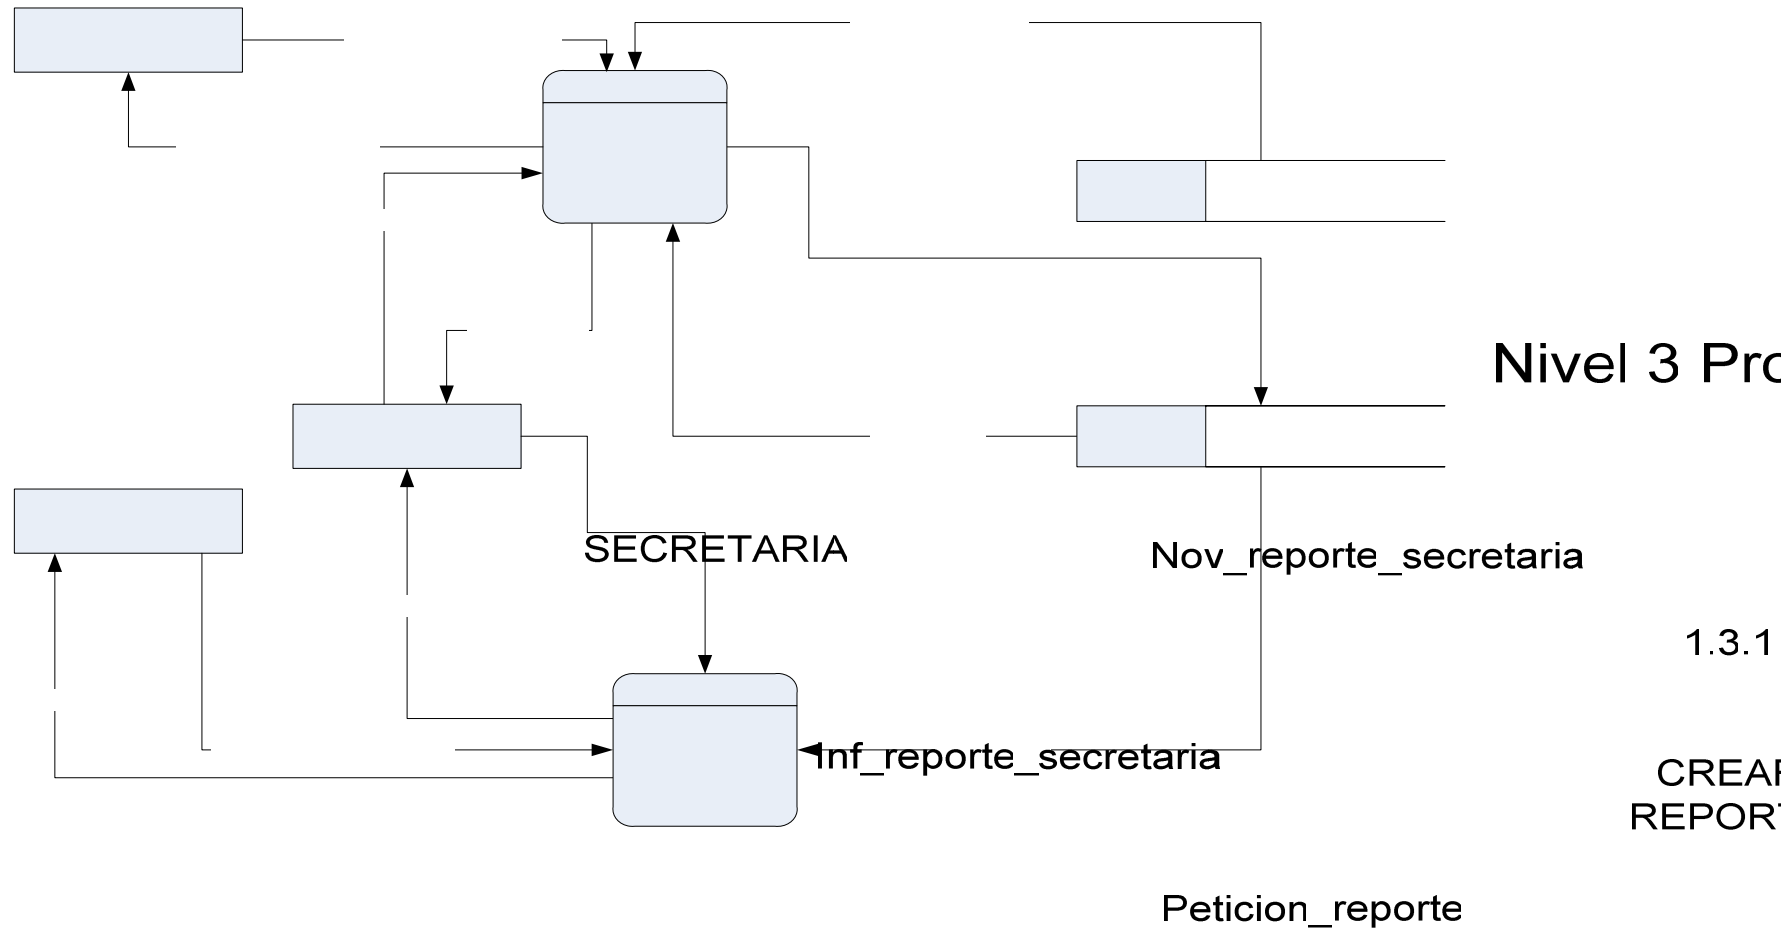 Nivel 3 Pro
SECRETARIA
Nov_reporte_secretaria
1.3.1
Inf_reporte_secretaria
CREAR
REPORT
Peticion_reporte